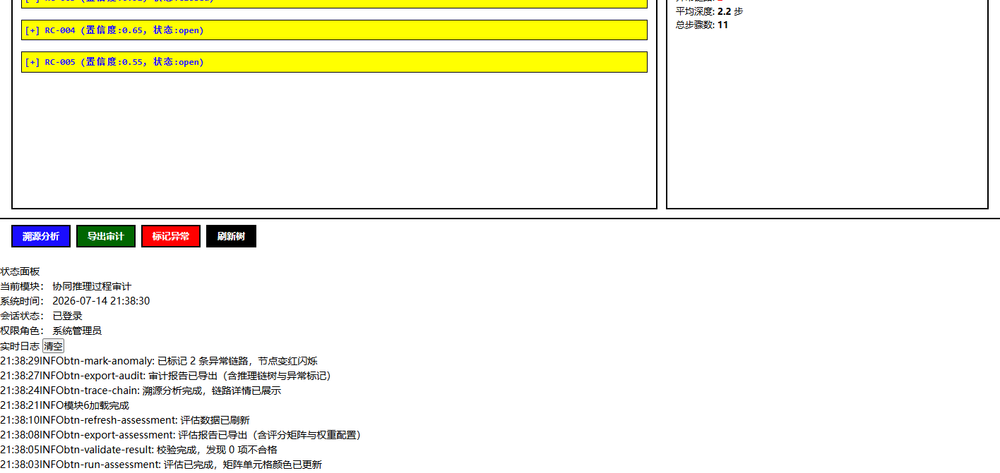 [+] RC-004 (置信度:0.65, 状态:open)
[+] RC-005 (置信度:0.55, 状态:open)
平均深度: 2.2 步
总步骤数: 11
溯源分析 导出审计 标记异常 刷新树
状态面板
当前模块： 协同推理过程审计
系统时间： 2026-07-14 21:38:30
会话状态： 已登录
权限角色： 系统管理员
实时日志 清空
21:38:29INFObtn-mark-anomaly: 已标记 2 条异常链路，节点变红闪烁
21:38:27INFObtn-export-audit: 审计报告已导出（含推理链树与异常标记）
21:38:24INFObtn-trace-chain: 溯源分析完成，链路详情已展示
21:38:21INFO模块6加载完成
21:38:10INFObtn-refresh-assessment: 评估数据已刷新
21:38:08INFObtn-export-assessment: 评估报告已导出（含评分矩阵与权重配置）
21:38:05INFObtn-validate-result: 校验完成，发现 0 项不合格
21:38:03INFObtn-run-assessment: 评估已完成，矩阵单元格颜色已更新